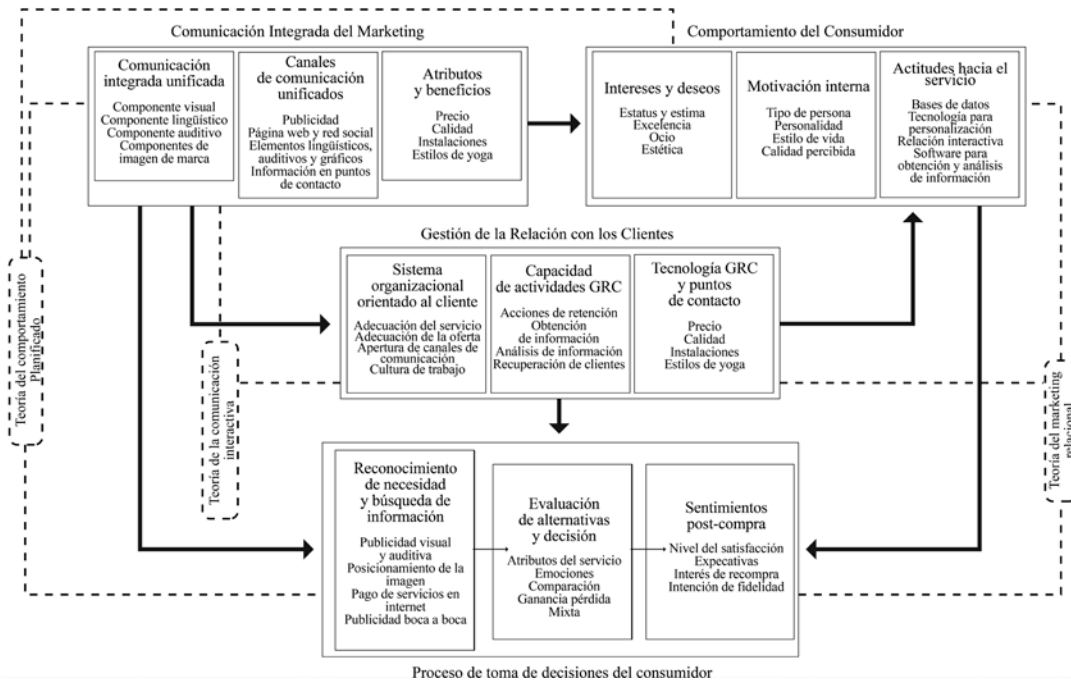 Comunicación Integrada del Marketing
Comunicación
integrada unificada
Componente visual
Componente lingüístico
Componente auditivo
Componentes de
imagen de marca
Canales
de comunicación
unificados
Publicidad
Página web y red social
Elementos lingüísticos,
auditivos y gráficos
Información en puntos
de contacto
Atributos
y beneficios
Precio
Calidad
Instalaciones
Estilos de yoga
Comportamiento del Consumidor
Intereses y deseos
Estatus y estima
Excelencia
Ocio
Estética
Motivación interna
Tipo de persona
Personalidad
Estilo de vida
Calidad percibida
Actitudes hacia el
servicio
Bases de datos
Tecnología para
personalización
Relación interactiva
Software para
obtención y análisis
de información
Gestión de la Relación con los Clientes
Sistema
organizacional
orientado al cliente
Adecuación del servicio
Adecuación de la oferta
Apertura de canales de
comunicación
Cultura de trabajo
Capacidad
de actividades GRC
Acciones de retención
Obtención
de información
Análisis de información
Recuperación de clientes
Tecnología GRC
y puntos
de contacto
Precio
Calidad
Instalaciones
Estilos de yoga
Teoría del comportamiento
Planificado
Teoría de la comunicación
interactiva
Teoría del marketing
relacional
Reconocimiento
de necesidad
y búsqueda de
información
Publicidad visual
y auditiva
Posicionamiento de la
imagen
Pago de servicios en
internet
Publicidad boca a boca
Evaluación
de alternativas
y decisión
Atributos del servicio
Emociones
Comparación
Ganancia pérdida
Mixta
Sentimientos
post-compra
Nivel del satisfacción
Expecativas
Interés de recompra
Intención de fidelidad
Proceso de toma de decisiones del consumidor